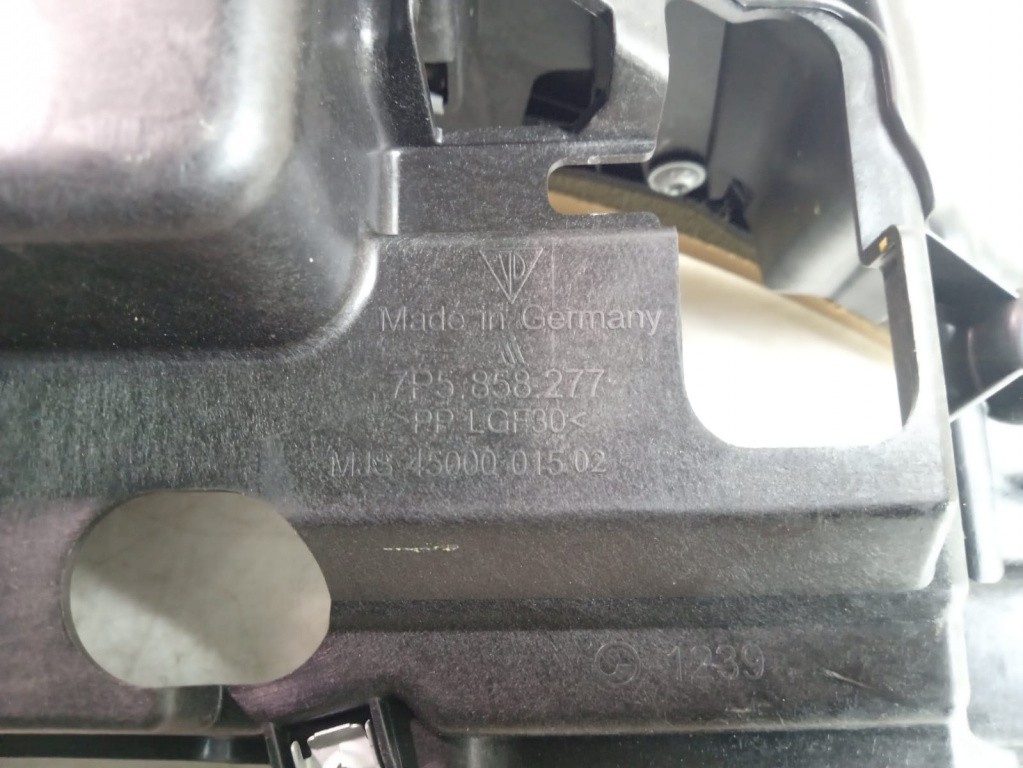 Made in Germany
7P5.858.277
>PP LGF30<
MJS 45000 015 02
1239